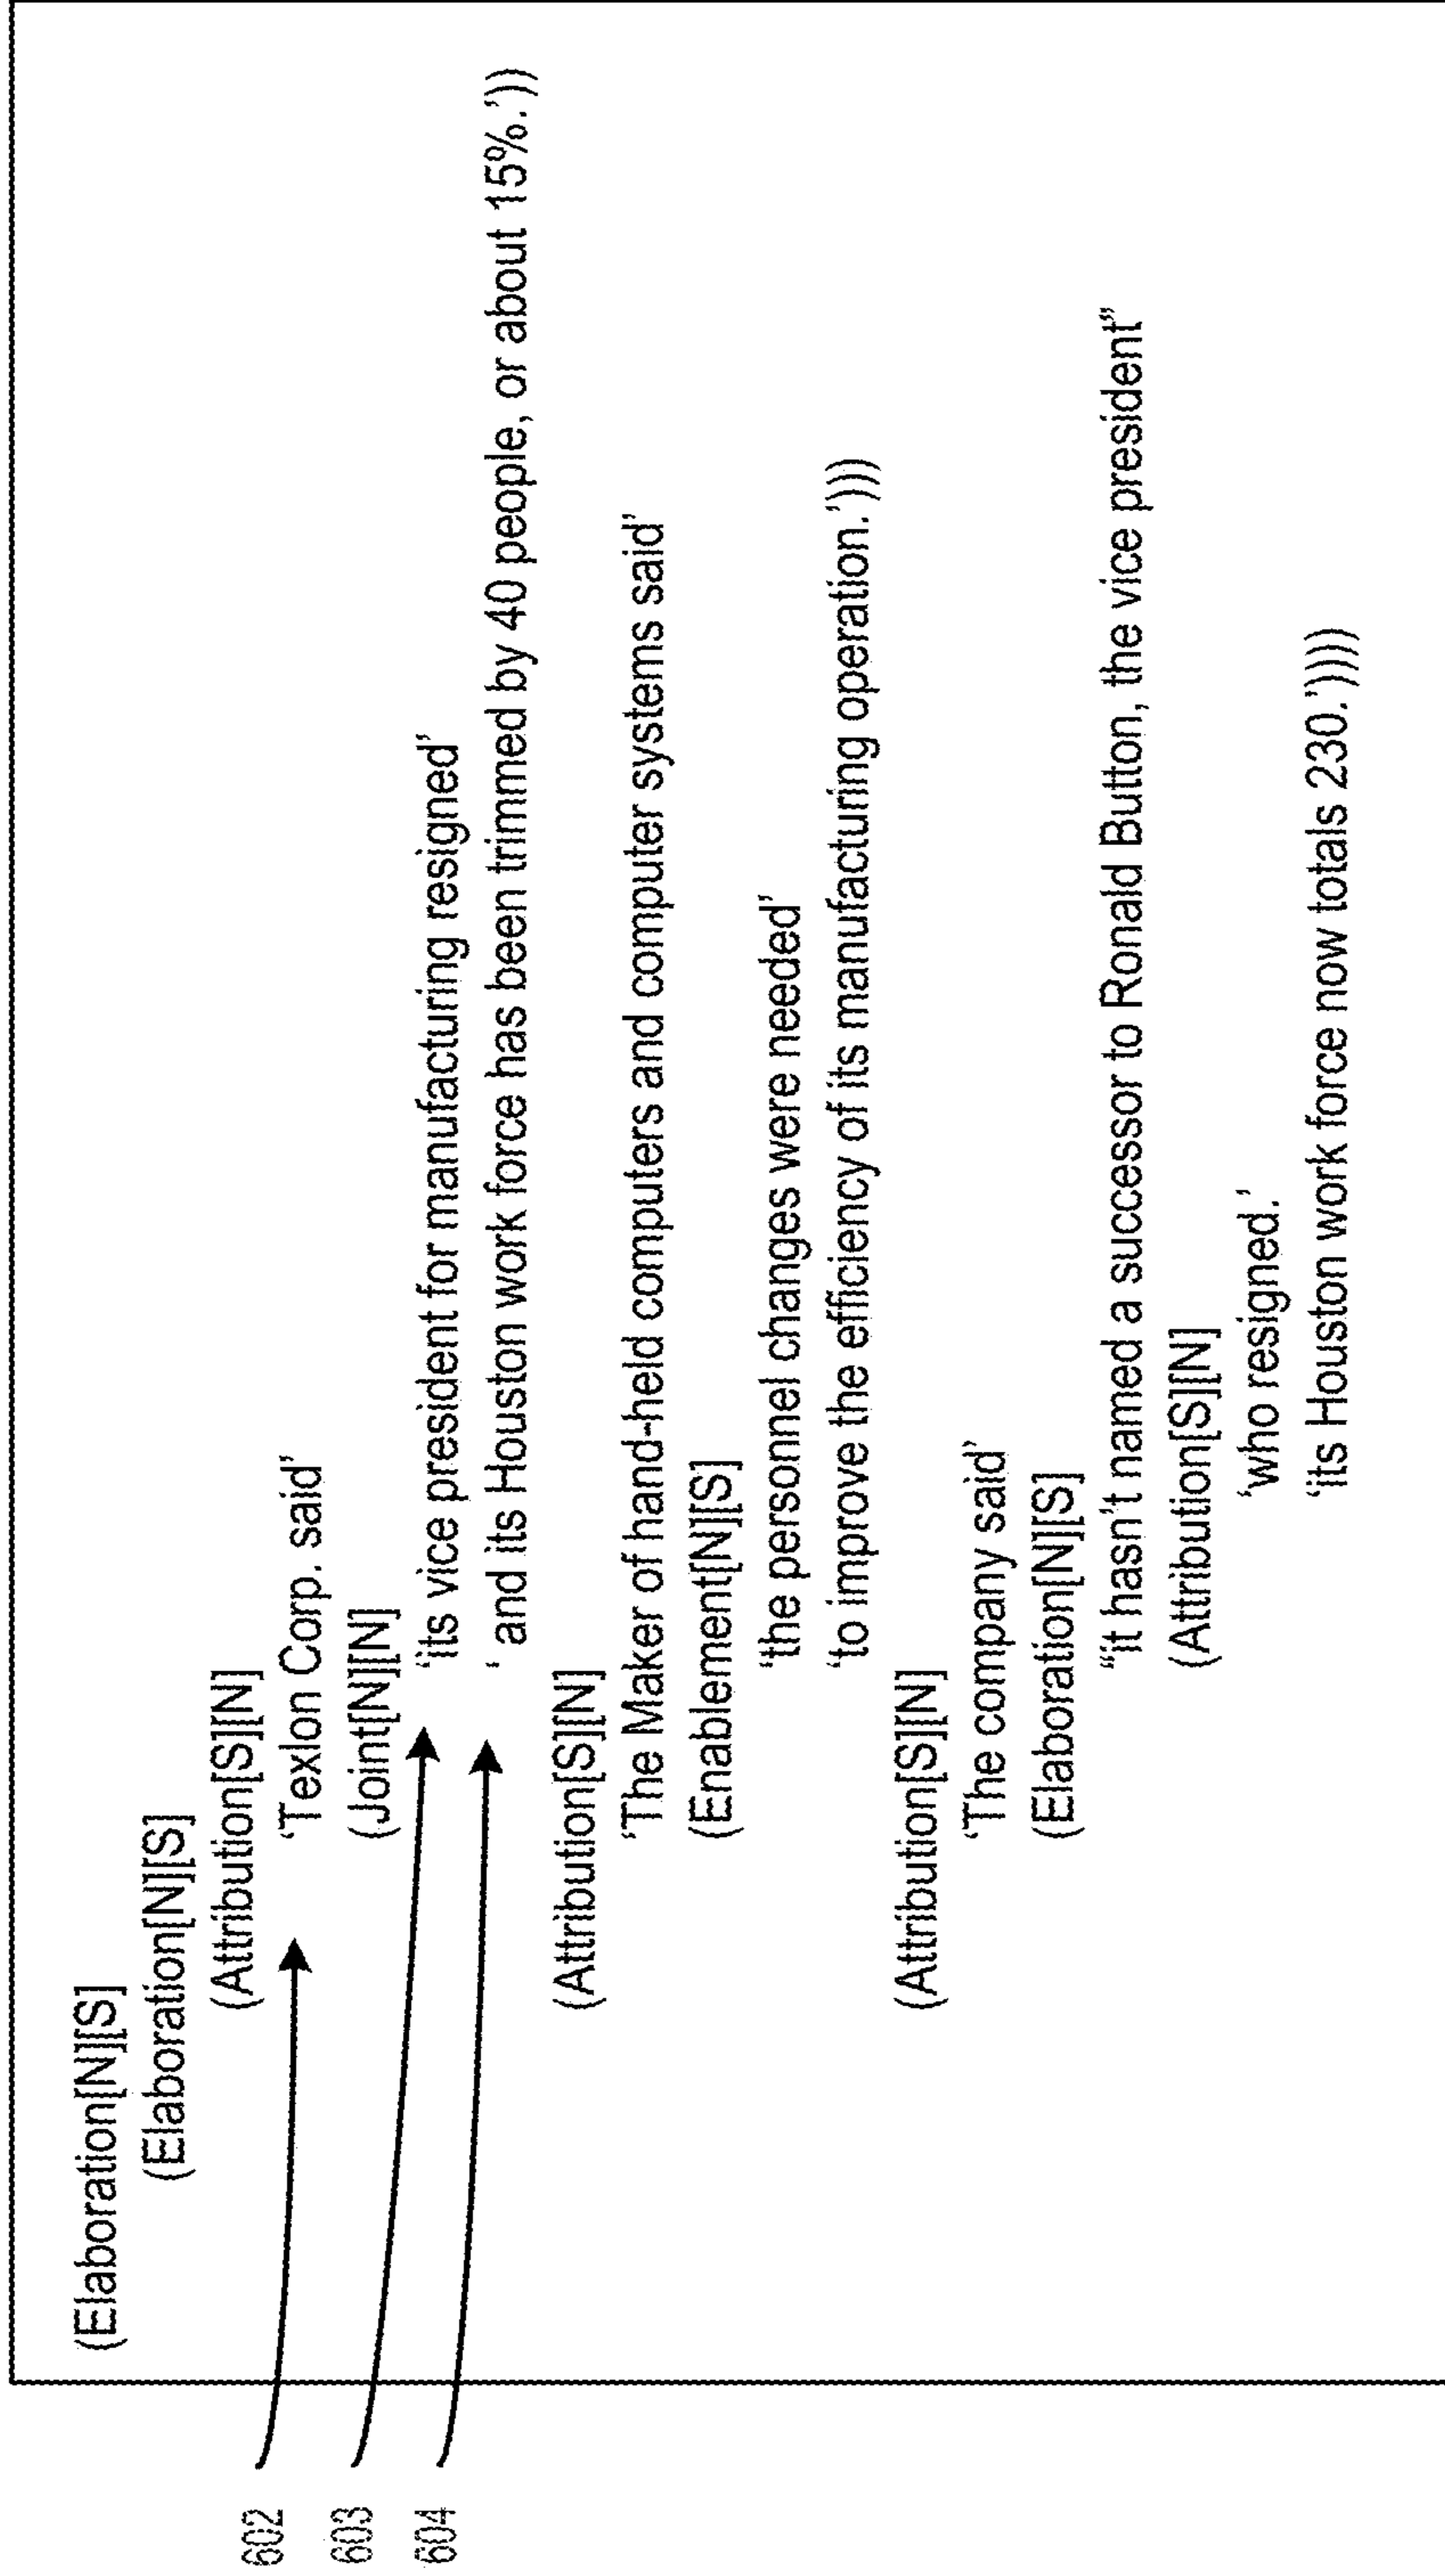 (Elaboration[N][S]
(Elaboration[N][S]
(Attribution[S][N]
602
‘Texlon Corp. said’
(Joint[N][N]
603
‘its vice president for manufacturing resigned’
604
‘ and its Houston work force has been trimmed by 40 people, or about 15%.’))
(Attribution[S][N]
‘The Maker of hand-held computers and computer systems said’
(Enablement[N][S]
‘the personnel changes were needed’
‘to improve the efficiency of its manufacturing operation.’)))
(Attribution[S][N]
‘The company said’
(Elaboration[N][S]
“it hasn’t named a successor to Ronald Button, the vice president”
(Attribution[S][N]
‘who resigned.’
‘its Houston work force now totals 230.’)))))